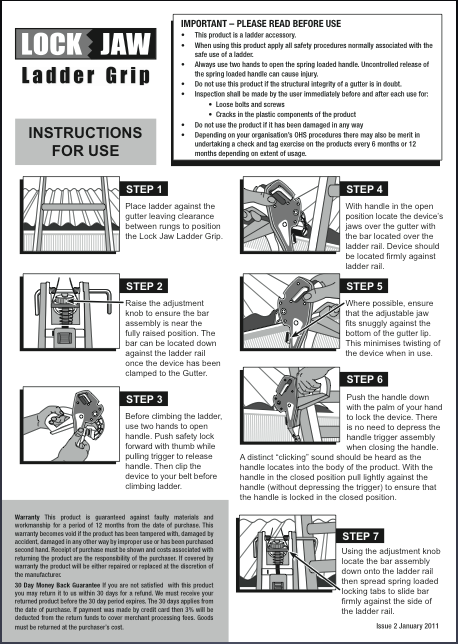 LOCK JAW
Ladder Grip
INSTRUCTIONS
FOR USE
IMPORTANT – PLEASE READ BEFORE USE
• This product is a ladder accessory.
• When using this product apply all safety procedures normally associated with the
safe use of a ladder.
• Always use two hands to open the spring loaded handle. Uncontrolled release of
the spring loaded handle can cause injury.
• Do not use this product if the structural integrity of a gutter is in doubt.
• Inspection shall be made by the user immediately before and after each use for:
• Loose bolts and screws
• Cracks in the plastic components of the product
• Do not use the product if it has been damaged in any way
• Depending on your organisation's OHS procedures there may also be merit in
undertaking a check and tag exercise on the products every 6 months or 12
months depending on extent of usage.
STEP 1
Place ladder against the
gutter leaving clearance
between rungs to position
the Lock Jaw Ladder Grip.
STEP 2
Raise the adjustment
knob to ensure the bar
assembly is near the
fully raised position. The
bar can be located down
against the ladder rail
once the device has been
clamped to the Gutter.
STEP 3
Before climbing the ladder,
use two hands to open
handle. Push safety lock
forward with thumb while
pulling trigger to release
handle. Then clip the
device to your belt before
climbing ladder.
STEP 4
With handle in the open
position locate the device's
jaws over the gutter with
the bar located over the
ladder rail. Device should
be located firmly against
ladder rail.
STEP 5
Where possible, ensure
that the adjustable jaw
fits snuggly against the
bottom of the gutter lip.
This minimises twisting of
the device when in use.
STEP 6
Push the handle down
with the palm of your hand
to lock the device. There
is no need to depress the
handle trigger assembly
when closing the handle.
A distinct "clicking" sound should be heard as the
handle locates into the body of the product. With the
handle in the closed position pull lightly against the
handle (without depressing the trigger) to ensure that
the handle is locked in the closed position.
STEP 7
Using the adjustment knob
locate the bar assembly
down onto the ladder rail
then spread spring loaded
locking tabs to slide bar
firmly against the side of
the ladder rail.
Warranty This product is guaranteed against faulty materials and
workmanship for a period of 12 months from the date of purchase. This
warranty becomes void if the product has been tampered with, damaged by
accident, damaged in any other way by improper use or has been purchased
second hand. Receipt of purchase must be shown and costs associated with
returning the product are the responsibility of the purchaser. If covered by
warranty the product will be either repaired or replaced at the discretion of
the manufacturer.
30 Day Money Back Guarantee If you are not satisfied with this product
you may return it to us within 30 days for a refund. We must receive your
returned product before the 30 day period expires. The 30 days applies from
the date of purchase. If payment was made by credit card then 3% will be
deducted from the return funds to cover merchant processing fees. Goods
must be returned at the purchaser's cost.
Issue 2 January 2011